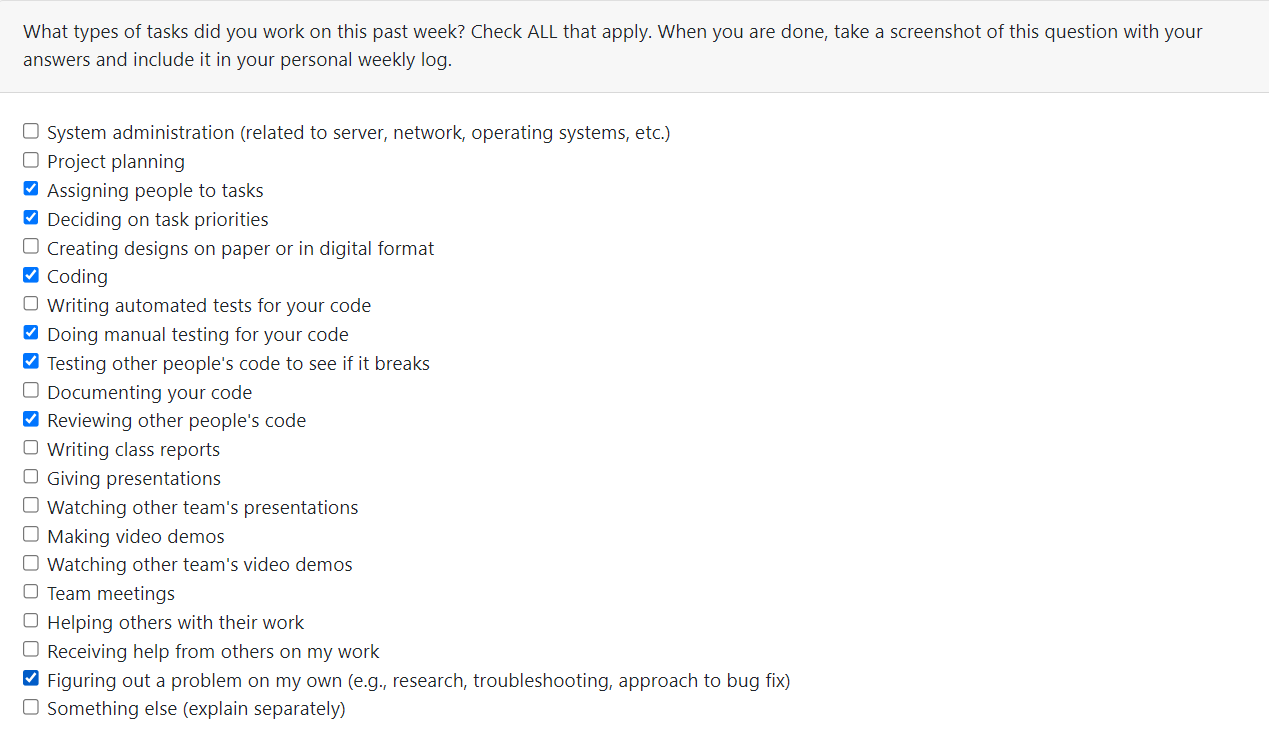 What types of tasks did you work on this past week? Check ALL that apply. When you are done, take a screenshot of this question with your
answers and include it in your personal weekly log.
System administration (related to server, network, operating systems, etc.)
Project planning
Assigning people to tasks
Deciding on task priorities
Creating designs on paper or in digital format
Coding
Writing automated tests for your code
Doing manual testing for your code
Testing other people's code to see if it breaks
Documenting your code
Reviewing other people's code
Writing class reports
Giving presentations
Watching other team's presentations
Making video demos
Watching other team's video demos
Team meetings
Helping others with their work
Receiving help from others on my work
Figuring out a problem on my own (e.g., research, troubleshooting, approach to bug fix)
Something else (explain separately)